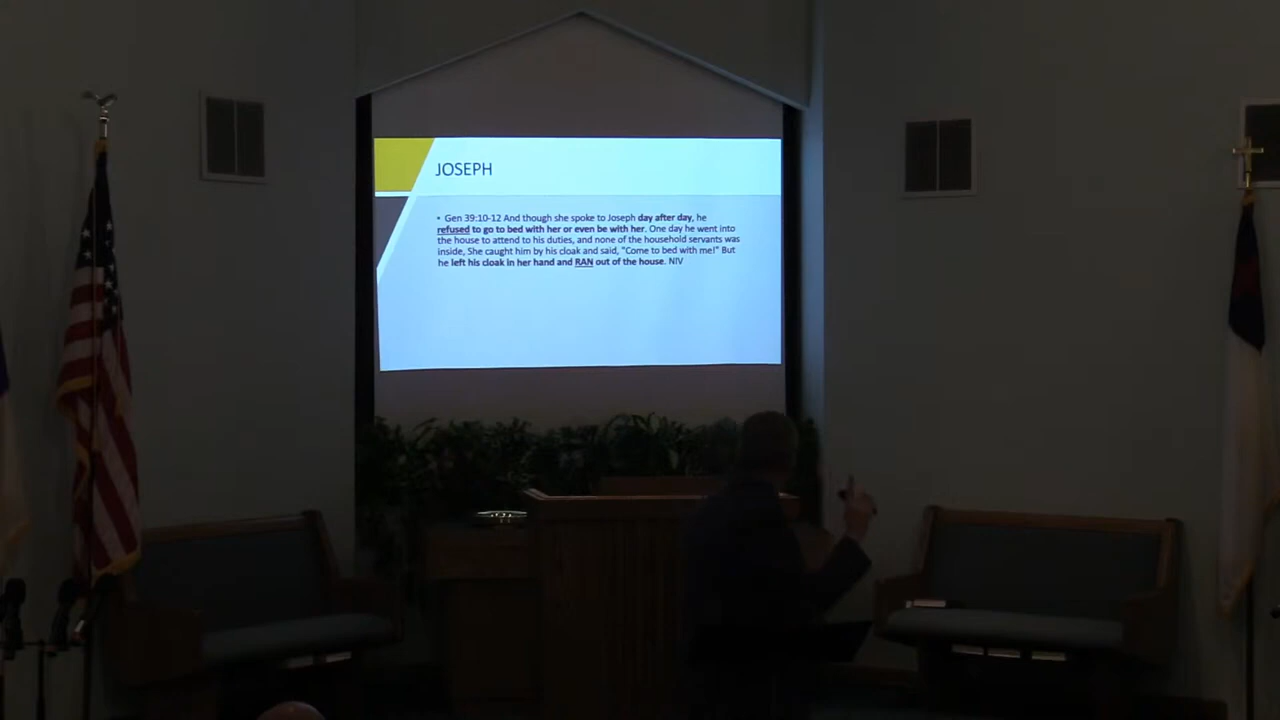 JOSEPH
• Gen 39:10-12 And though she spoke to Joseph day after day, he
refused to go to bed with her or even be with her. One day he went into
the house to attend to his duties, and none of the household servants was
inside, She caught him by his cloak and said, "Come to bed with me!" But
he left his cloak in her hand and RAN out of the house. NIV